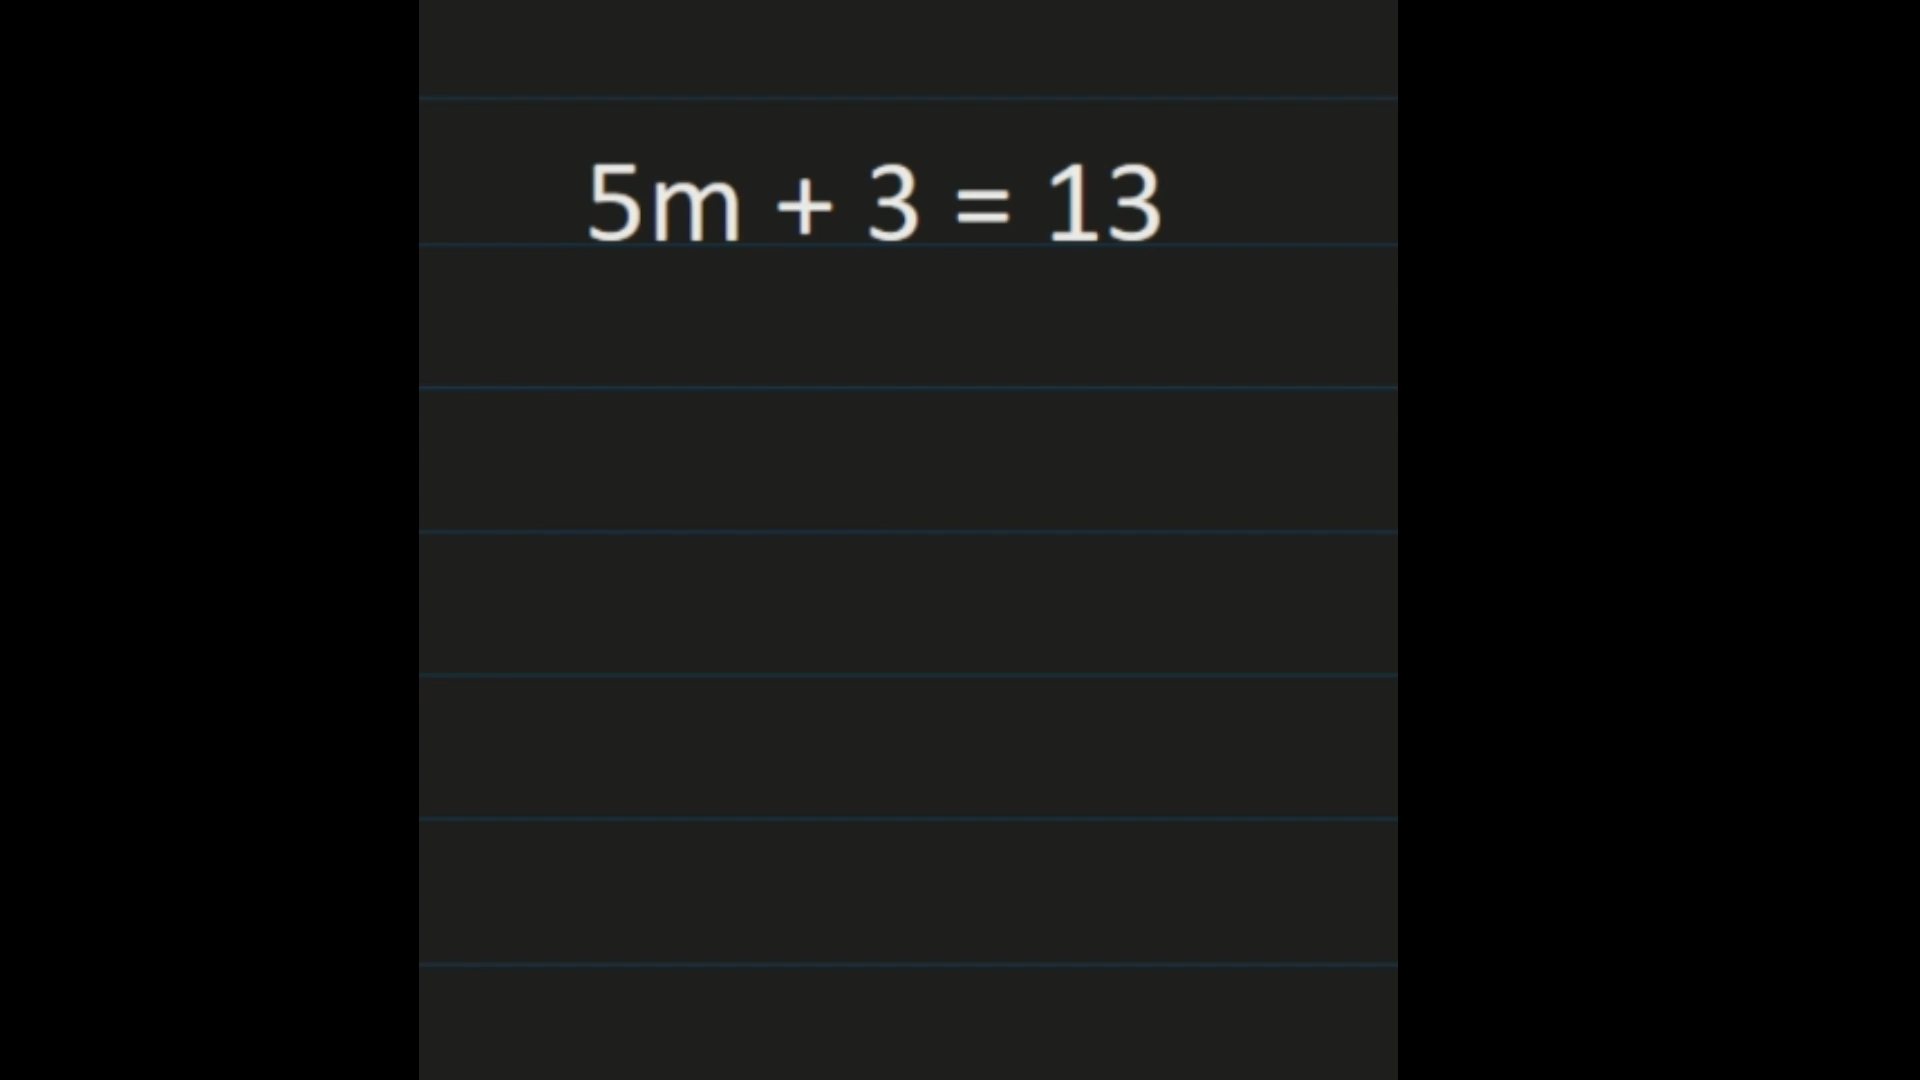 5m + 3 = 13